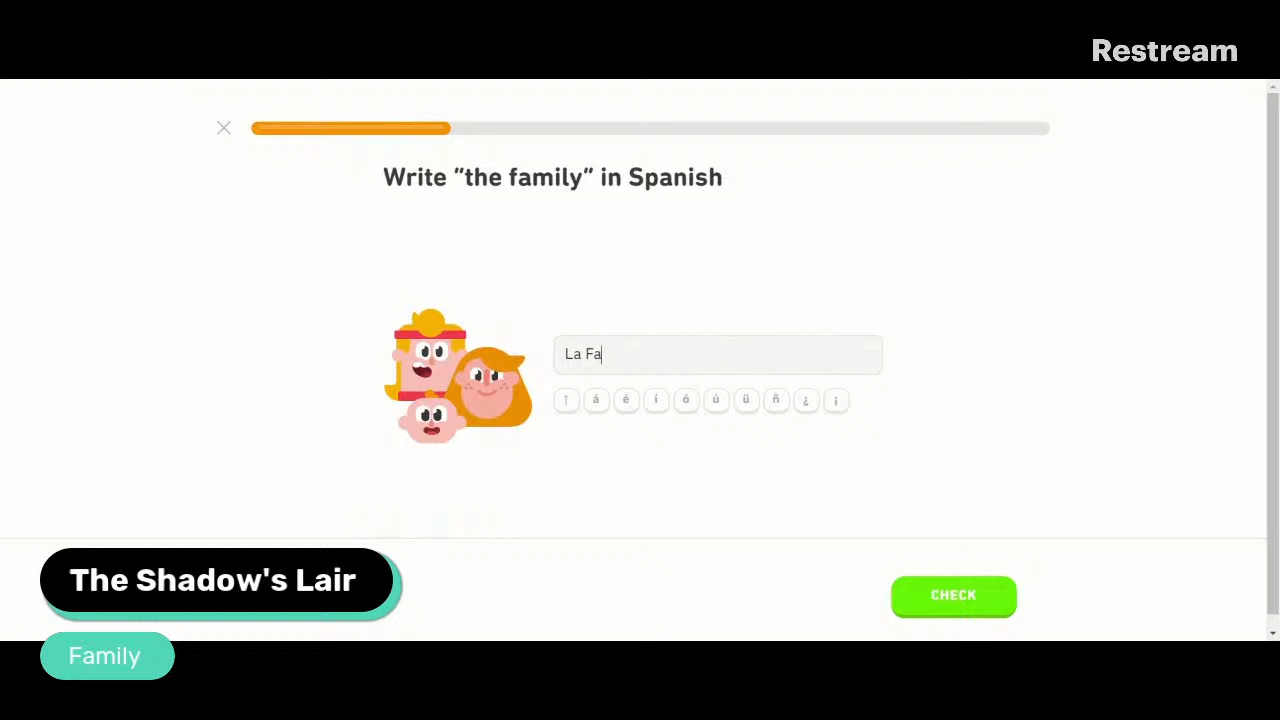 Restream
Write “the family” in Spanish
La Fa
↑ á é í ó ú ü ñ ¿ ¡
The Shadow's Lair
CHECK
Family